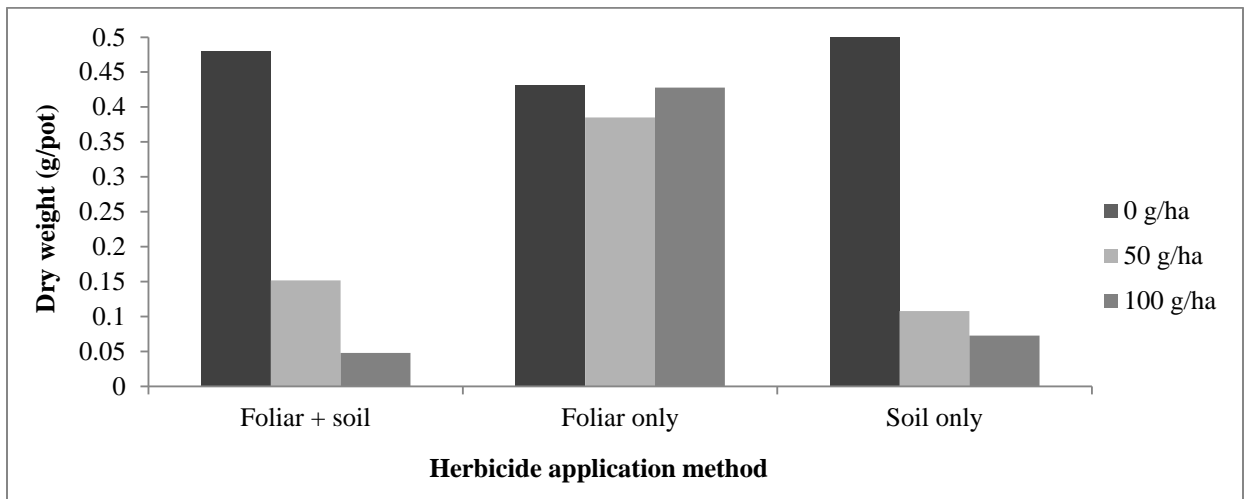 0.5
0.45
0.4
0.35
0.3
0.25
0.2
0.15
0.1
0.05
0
Dry weight (g/pot)
Foliar + soil
Foliar only
Soil only
Herbicide application method
0 g/ha
50 g/ha
100 g/ha